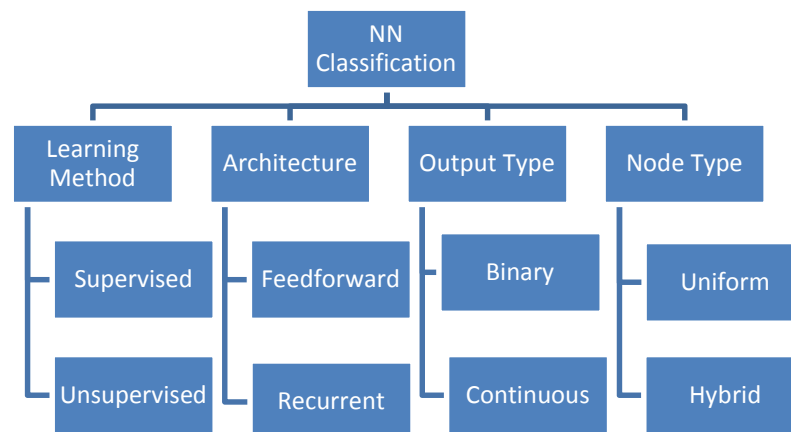 NN
Classification
Learning
Method
Architecture
Output Type
Node Type
Supervised
Feedforward
Binary
Uniform
Unsupervised
Recurrent
Continuous
Hybrid